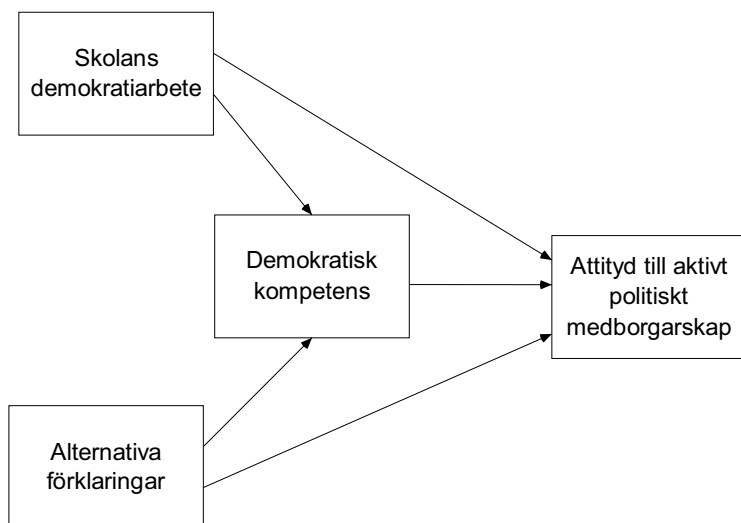 Skolans
demokratiarbete
Demokratisk
kompetens
Attityd till aktivt
politiskt
medborgarskap
Alternativa
förklaringar